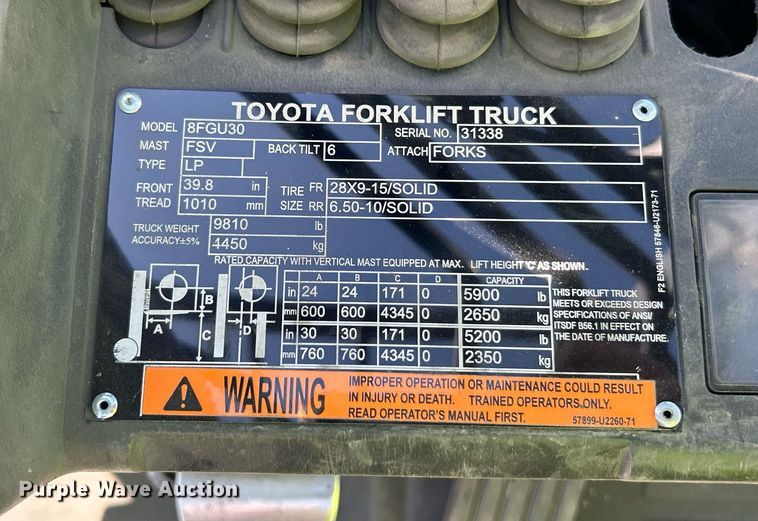 TOYOTA FORKLIFT TRUCK
MODEL 8FGU30 SERIAL NO. 31338
MAST FSV BACK TILT 6 ATTACH FORKS
TYPE LP
FRONT 39.8 in TIRE FR 28X9-15/SOLID
TREAD 1010 mm SIZE RR 6.50-10/SOLID
TRUCK WEIGHT 9810 lb
ACCURACY±5% 4450 kg
RATED CAPACITY WITH VERTICAL MAST EQUIPPED AT MAX. LIFT HEIGHT "C" AS SHOWN.
A B C D CAPACITY
in 24 24 171 0 5900 lb
mm 600 600 4345 0 2650 kg
in 30 30 171 0 5200 lb
mm 760 760 4345 0 2350 kg
A B C D
THIS FORKLIFT TRUCK
MEETS OR EXCEEDS DESIGN
SPECIFICATIONS OF ANSI/
ITSDF B56.1 IN EFFECT ON
THE DATE OF MANUFACTURE.
F2 ENGLISH 57846-U2173-71
WARNING
IMPROPER OPERATION OR MAINTENANCE COULD RESULT
IN INJURY OR DEATH. TRAINED OPERATORS ONLY.
READ OPERATOR'S MANUAL FIRST. 57899-U2260-71
Purple Wave Auction